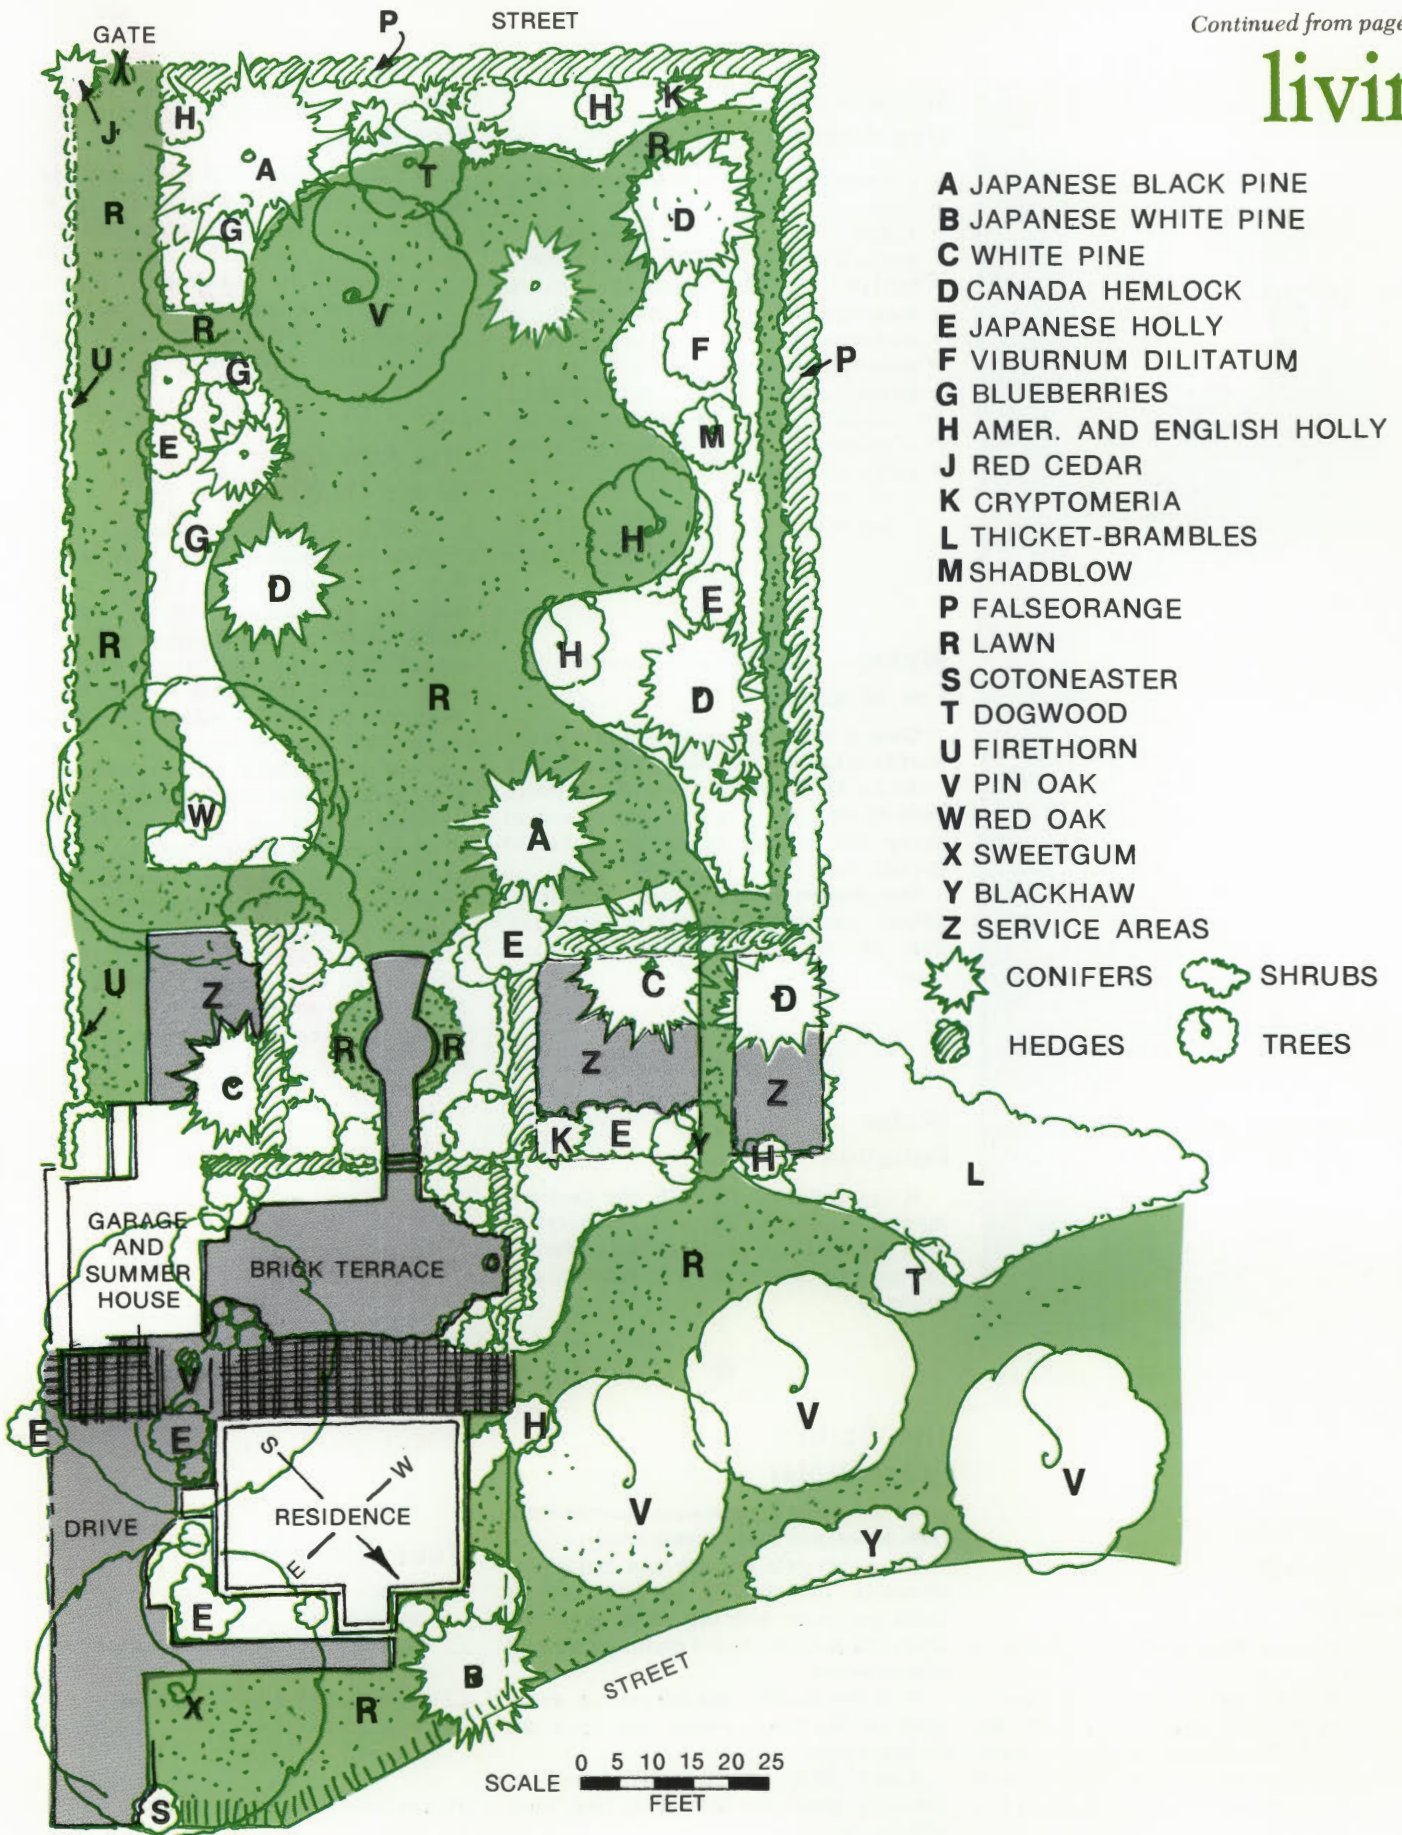 Continued from page
livin
GATE
P
STREET
J
H
A
T
H
K
R
R
D
G
V
R
F
U
G
P
E
M
G
H
D
E
R
H
R
D
W
A
E
U
Z
C
D
R
R
Z
C
Z
K
E
Y
H
L
GARAGE
AND
SUMMER
HOUSE
BRICK TERRACE
R
T
V
V
V
V
E
E
H
S
W
RESIDENCE
E
DRIVE
Y
E
B
X
R
S
STREET
SCALE
0 5 10 15 20 25
FEET
A JAPANESE BLACK PINE
B JAPANESE WHITE PINE
C WHITE PINE
D CANADA HEMLOCK
E JAPANESE HOLLY
F VIBURNUM DILITATUM
G BLUEBERRIES
H AMER. AND ENGLISH HOLLY
J RED CEDAR
K CRYPTOMERIA
L THICKET-BRAMBLES
M SHADBLOW
P FALSEORANGE
R LAWN
S COTONEASTER
T DOGWOOD
U FIRETHORN
V PIN OAK
W RED OAK
X SWEETGUM
Y BLACKHAW
Z SERVICE AREAS
CONIFERS
SHRUBS
HEDGES
TREES